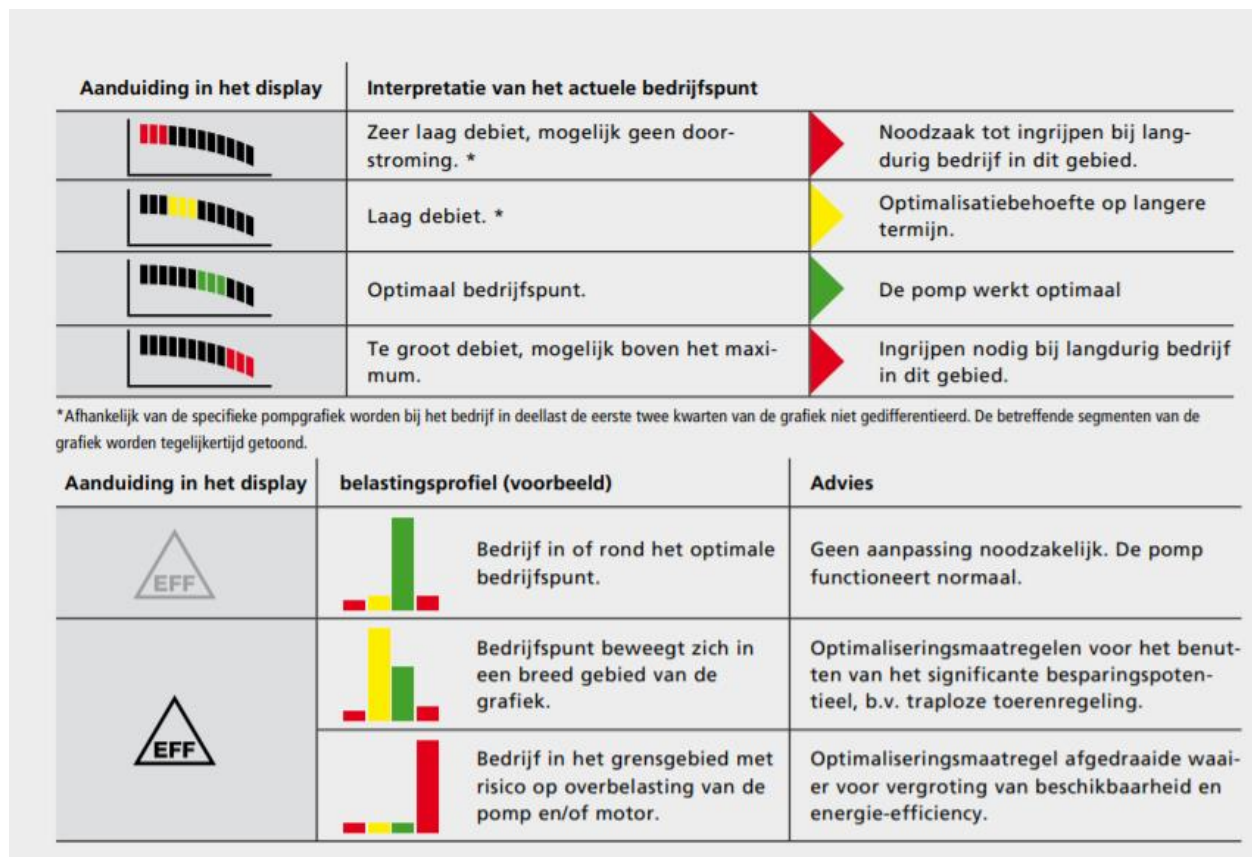 Aanduiding in het display
Interpretatie van het actuele bedrijfspunt
Zeer laag debiet, mogelijk geen door-
stroming. *
Noodzaak tot ingrijpen bij lang-
durig bedrijf in dit gebied.
Laag debiet. *
Optimalisatiebehoefte op langere
termijn.
Optimaal bedrijfspunt.
De pomp werkt optimaal
Te groot debiet, mogelijk boven het maxi-
mum.
Ingrijpen nodig bij langdurig bedrijf
in dit gebied.
*Afhankelijk van de specifieke pompgrafiek worden bij het bedrijf in deellast de eerste twee kwarten van de grafiek niet gedifferentieerd. De betreffende segmenten van de
grafiek worden tegelijkertijd getoond.
Aanduiding in het display
belastingsprofiel (voorbeeld)
Advies
EFF
Bedrijf in of rond het optimale
bedrijfspunt.
Geen aanpassing noodzakelijk. De pomp
functioneert normaal.
EFF
Bedrijfspunt beweegt zich in
een breed gebied van de
grafiek.
Optimaliseringsmaatregelen voor het benut-
ten van het significante besparingspoten-
tieel, b.v. traploze toerenregeling.
Bedrijf in het grensgebied met
risico op overbelasting van de
pomp en/of motor.
Optimaliseringsmaatregel afgedraaide waai-
er voor vergroting van beschikbaarheid en
energie-efficiency.